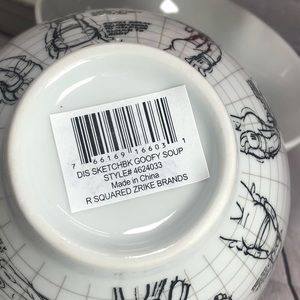 7 66169 16603 1
DIS SKETCHBK GOOFY SOUP
STYLE# 4624033
Made in China
R SQUARED ZRIKE BRANDS